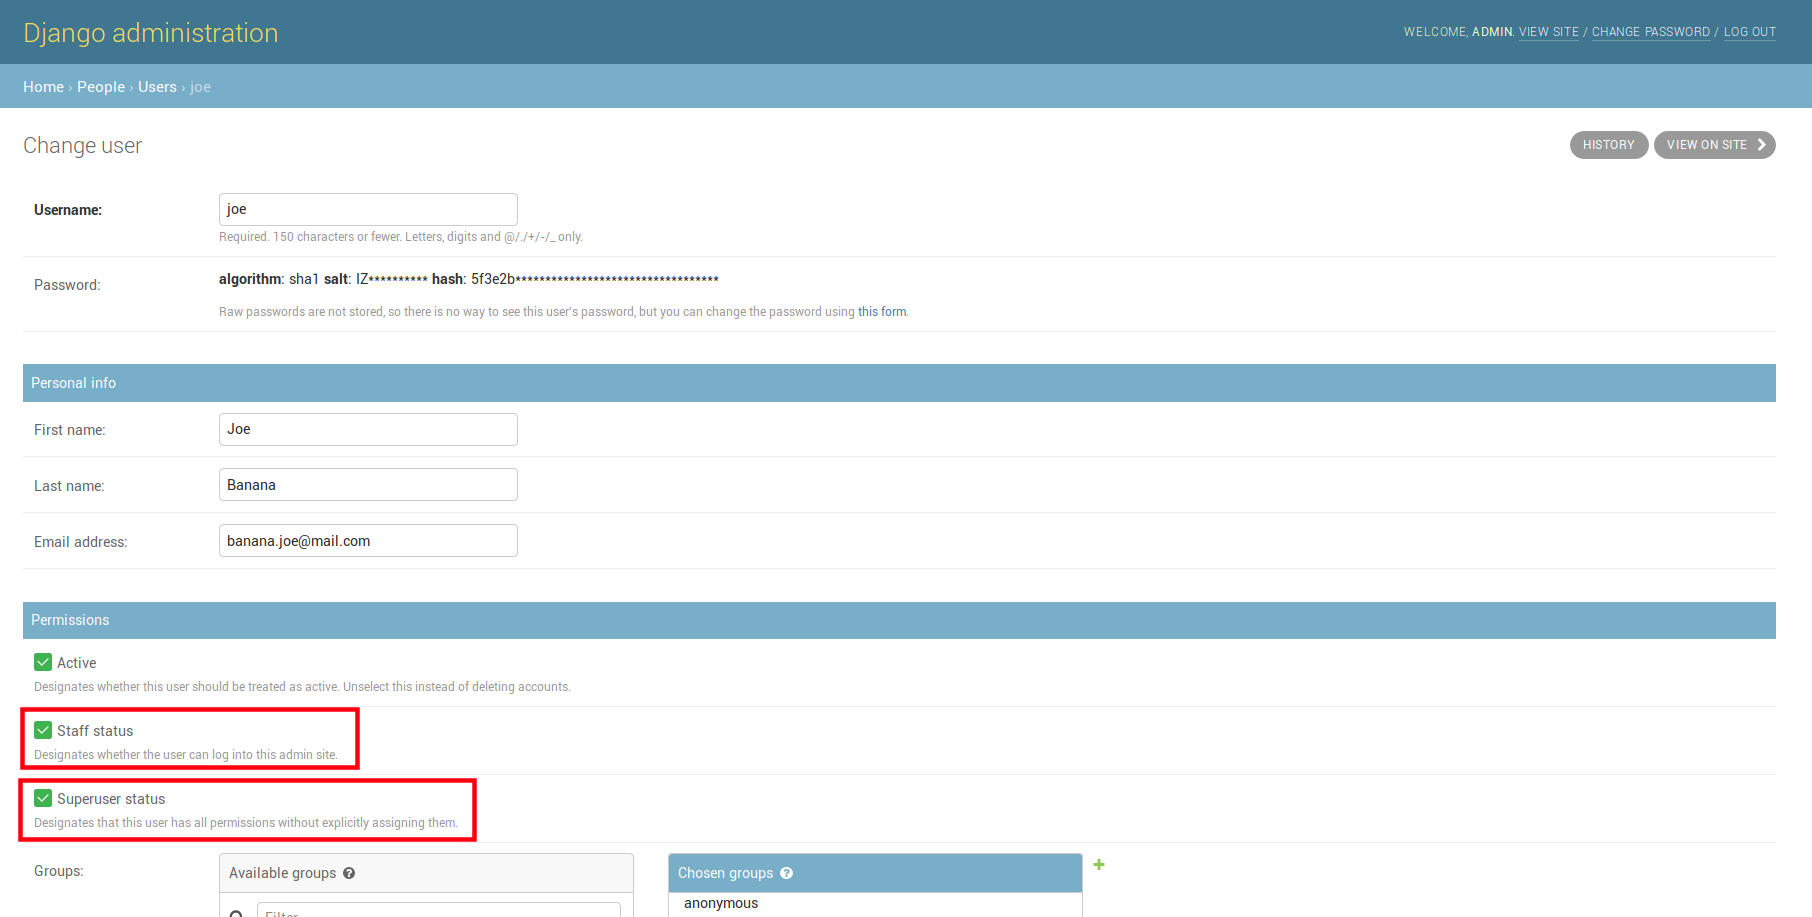 Django administration
WELCOME, ADMIN. VIEW SITE / CHANGE PASSWORD / LOG OUT
Home › People › Users › joe
Change user
HISTORY
VIEW ON SITE
Username:
joe
Required. 150 characters or fewer. Letters, digits and @/./+/-/_ only.
Password:
algorithm: sha1 salt: IZ********** hash: 5f3e2b**********************************
Raw passwords are not stored, so there is no way to see this user's password, but you can change the password using this form.
Personal info
First name:
Joe
Last name:
Banana
Email address:
banana.joe@mail.com
Permissions
Active
Designates whether this user should be treated as active. Unselect this instead of deleting accounts.
Staff status
Designates whether the user can log into this admin site.
Superuser status
Designates that this user has all permissions without explicitly assigning them.
Groups:
Available groups ?
Chosen groups ?
Filter
anonymous